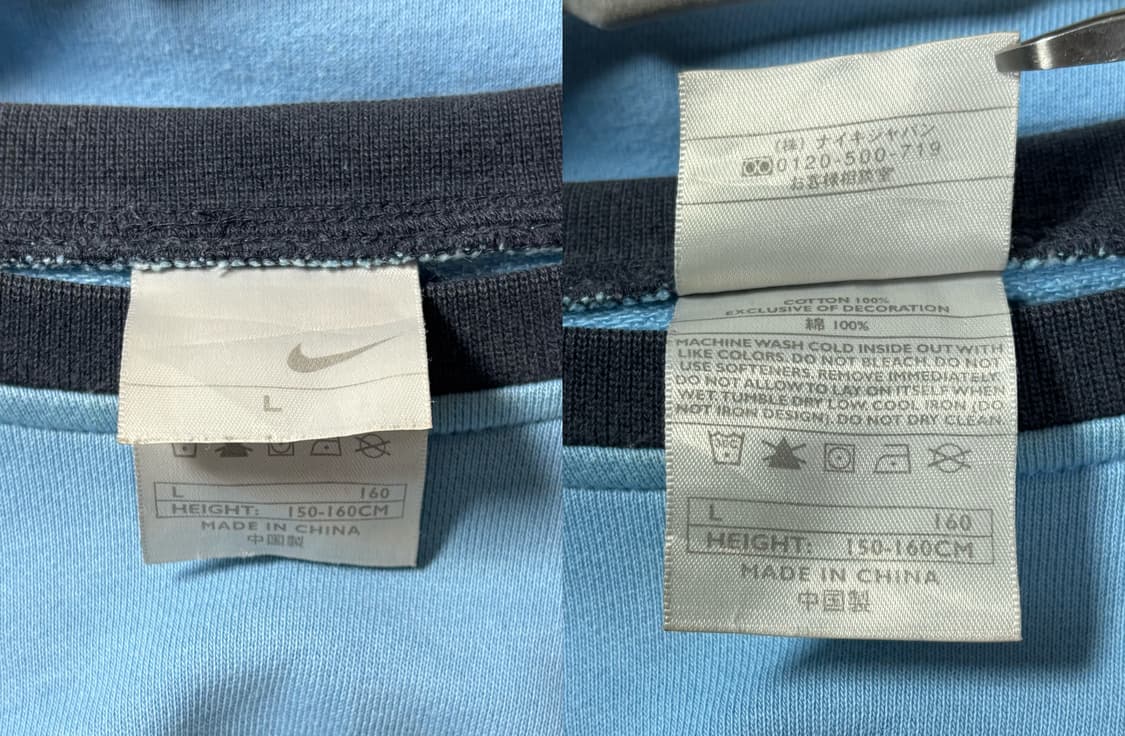 L
L 160
HEIGHT: 150-160CM
MADE IN CHINA
中国製
(株) ナイキジャパン
0120-500-719
お客様相談室
COTTON 100%
EXCLUSIVE OF DECORATION
綿 100%
MACHINE WASH COLD INSIDE OUT WITH
LIKE COLORS. DO NOT BLEACH. DO NOT
USE SOFTENERS. REMOVE IMMEDIATELY.
DO NOT ALLOW TO LAY ON ITSELF WHEN
WET. TUMBLE DRY LOW. COOL IRON (DO
NOT IRON DESIGN). DO NOT DRY CLEAN.
L 160
HEIGHT: 150-160CM
MADE IN CHINA
中国製